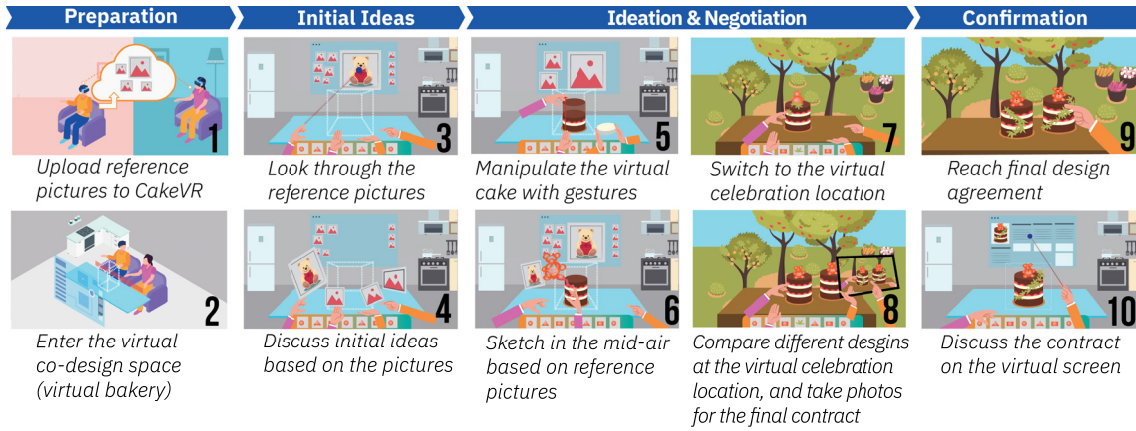 Preparation
Initial Ideas
Ideation & Negotiation
Confirmation
1
Upload reference
pictures to CakeVR
2
Enter the virtual
co-design space
(virtual bakery)
3
Look through the
reference pictures
4
Discuss initial ideas
based on the pictures
5
Manipulate the virtual
cake with gestures
6
Sketch in the mid-air
based on reference
pictures
7
Switch to the virtual
celebration location
8
Compare different desgins
at the virtual celebration
location, and take photos
for the final contract
9
Reach final design
agreement
10
Discuss the contract
on the virtual screen